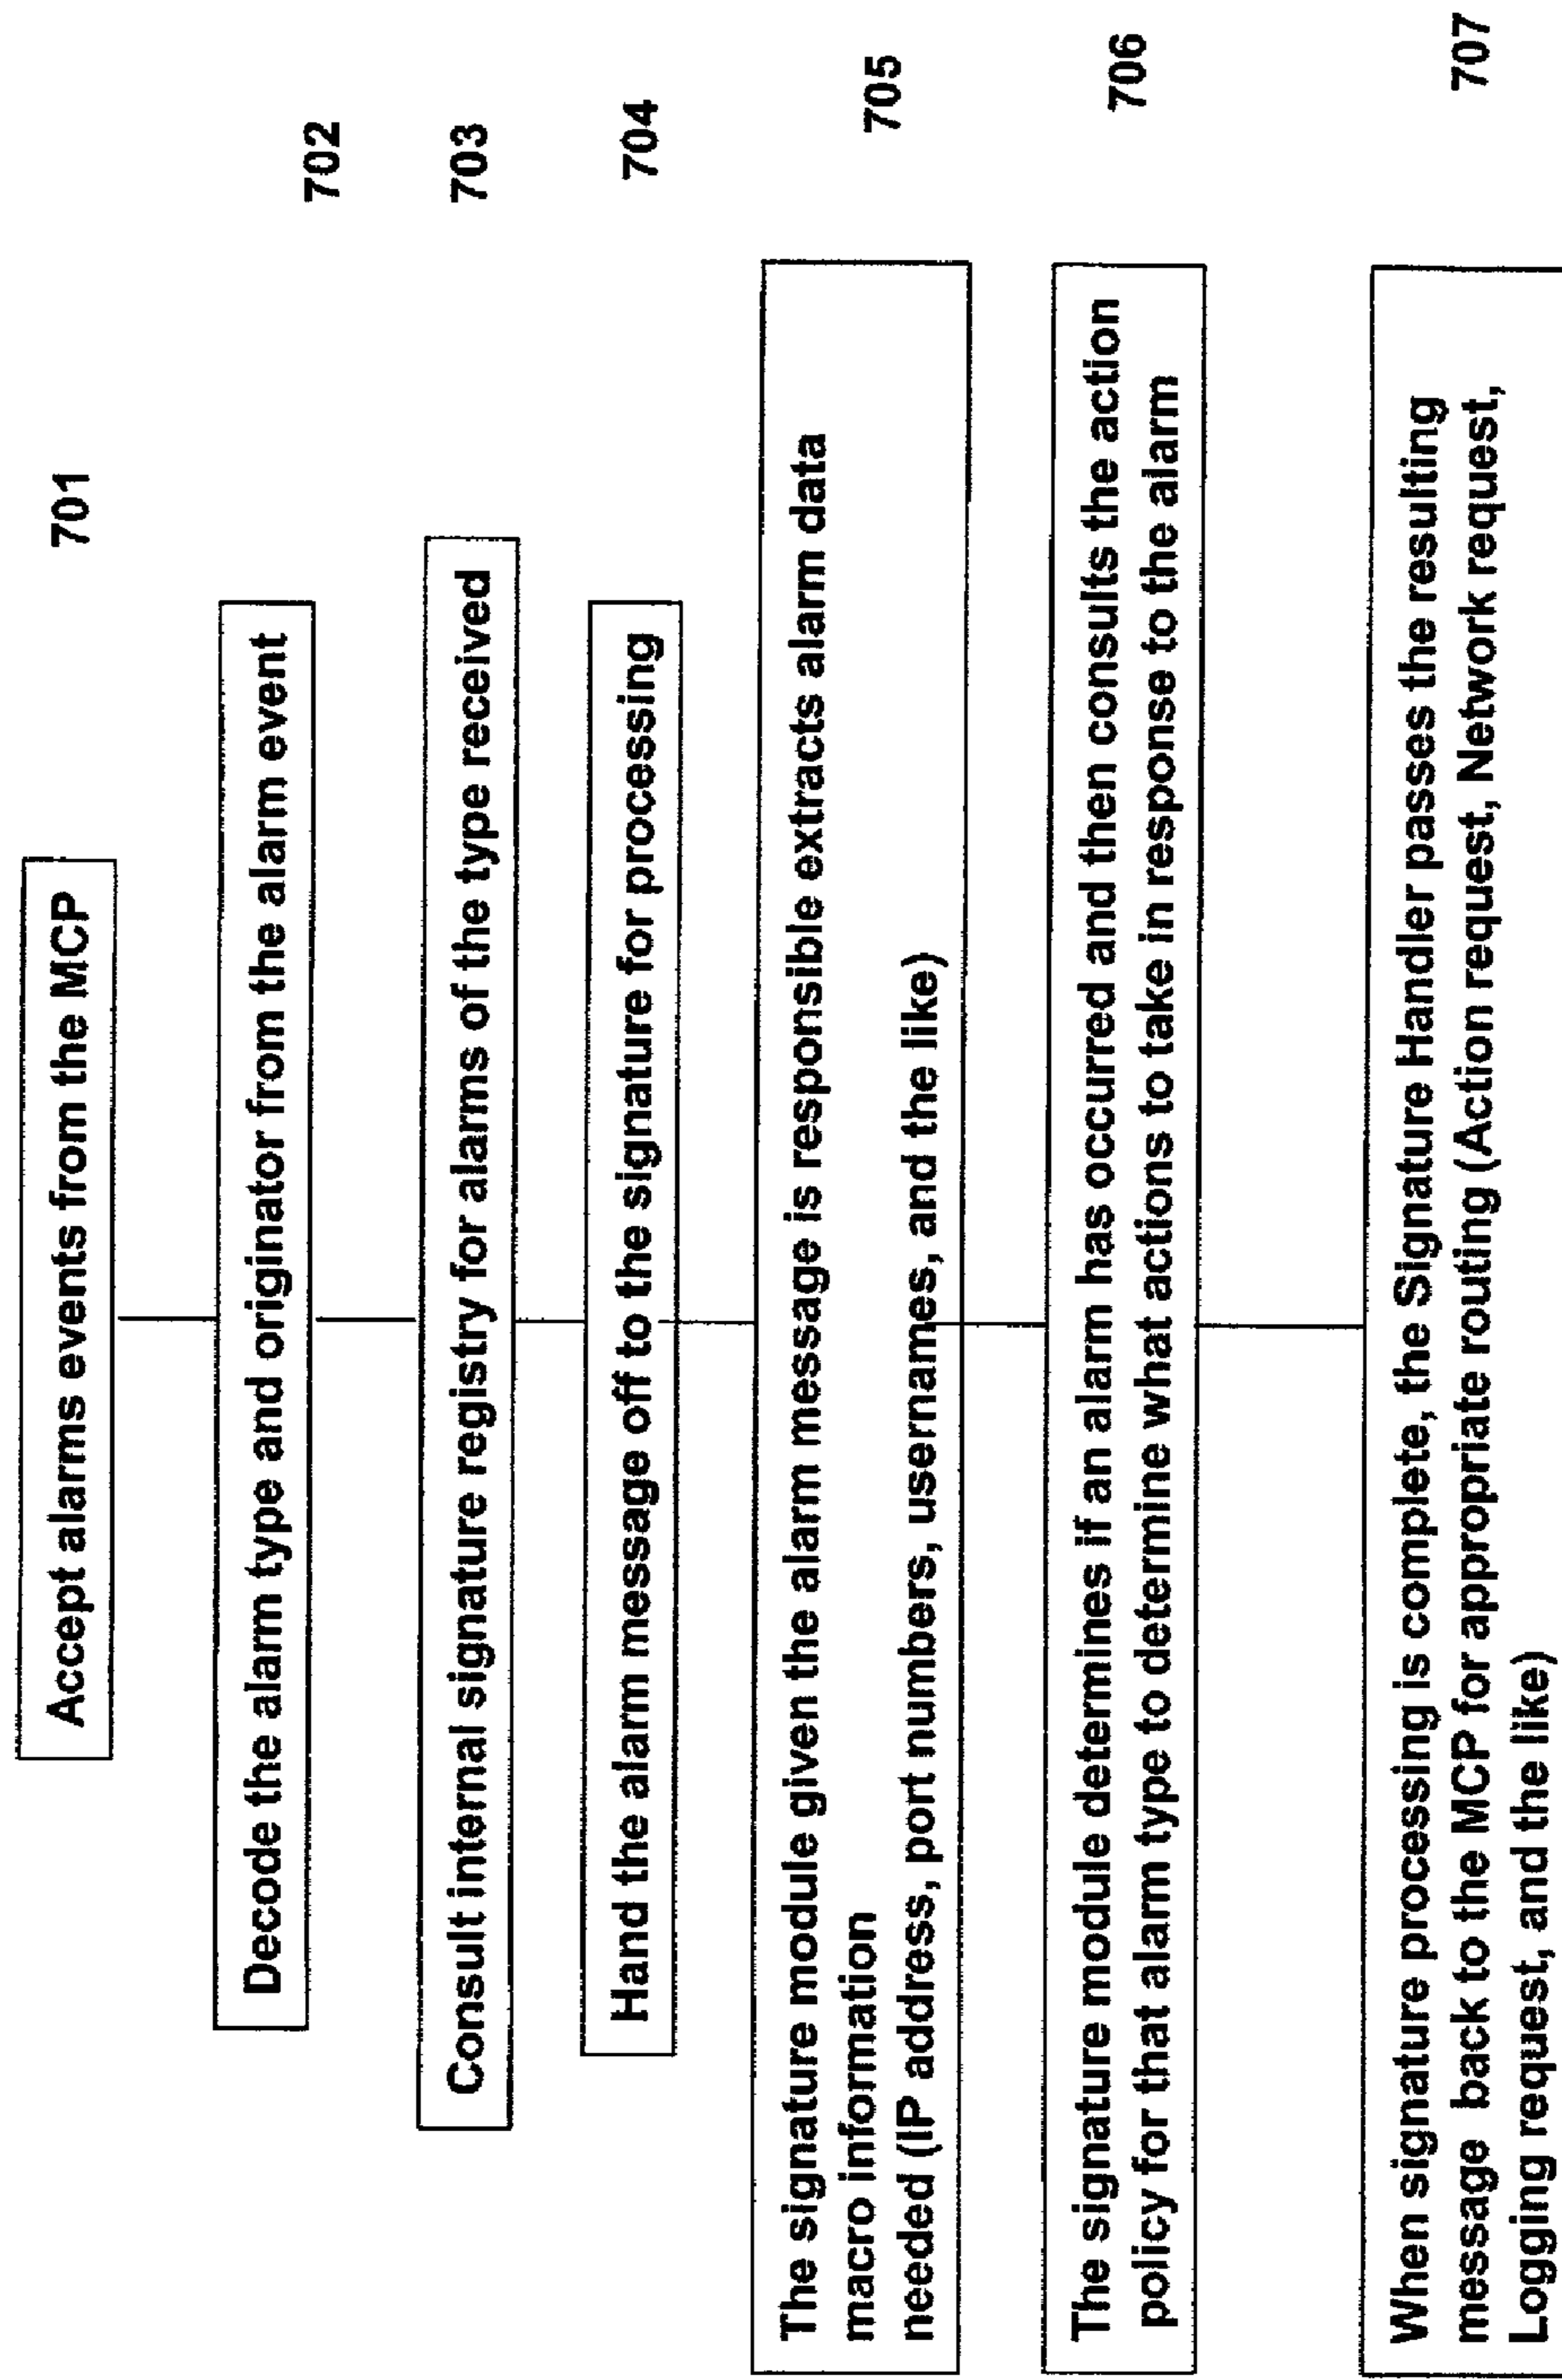 Accept alarms events from the MCP
701
Decode the alarm type and originator from the alarm event
702
Consult internal signature registry for alarms of the type received
703
Hand the alarm message off to the signature for processing
704
The signature module given the alarm message is responsible extracts alarm data
macro information
needed (IP address, port numbers, usernames, and the like)
705
The signature module determines if an alarm has occurred and then consults the action
policy for that alarm type to determine what actions to take in response to the alarm
706
When signature processing is complete, the Signature Handler passes the resulting
message back to the MCP for appropriate routing (Action request, Network request,
Logging request, and the like)
707